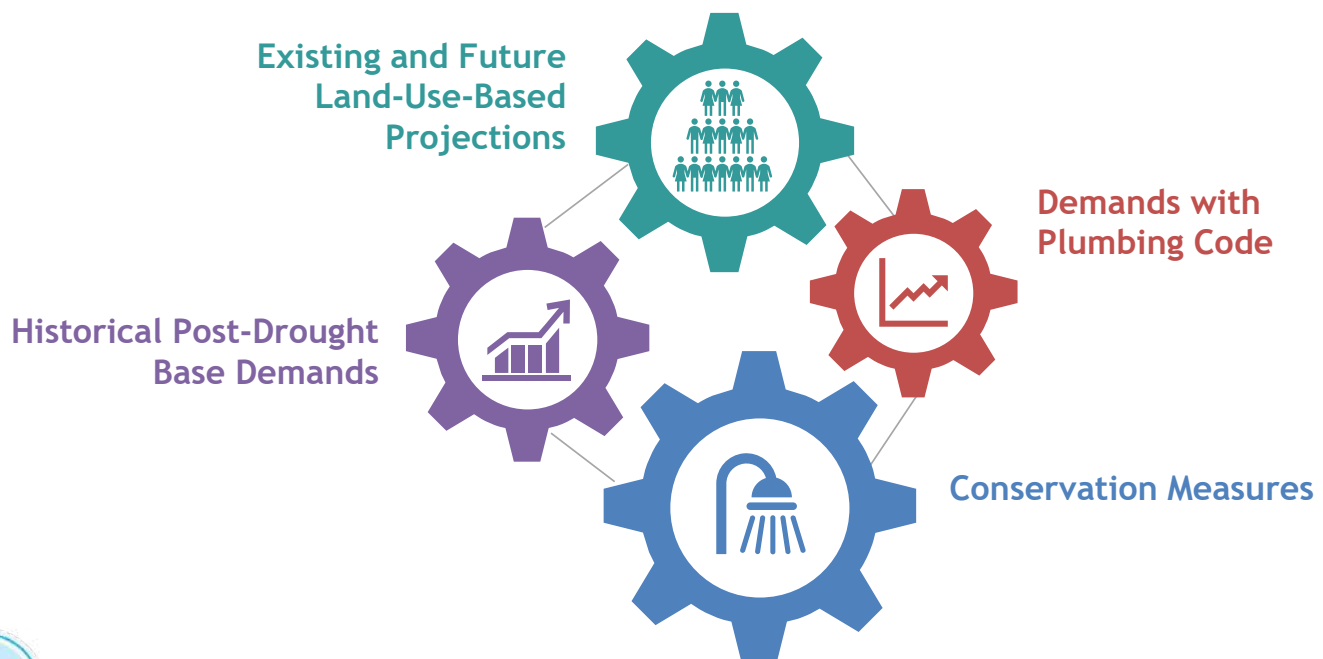 Existing and Future
Land-Use-Based
Projections
Demands with
Plumbing Code
Historical Post-Drought
Base Demands
Conservation Measures